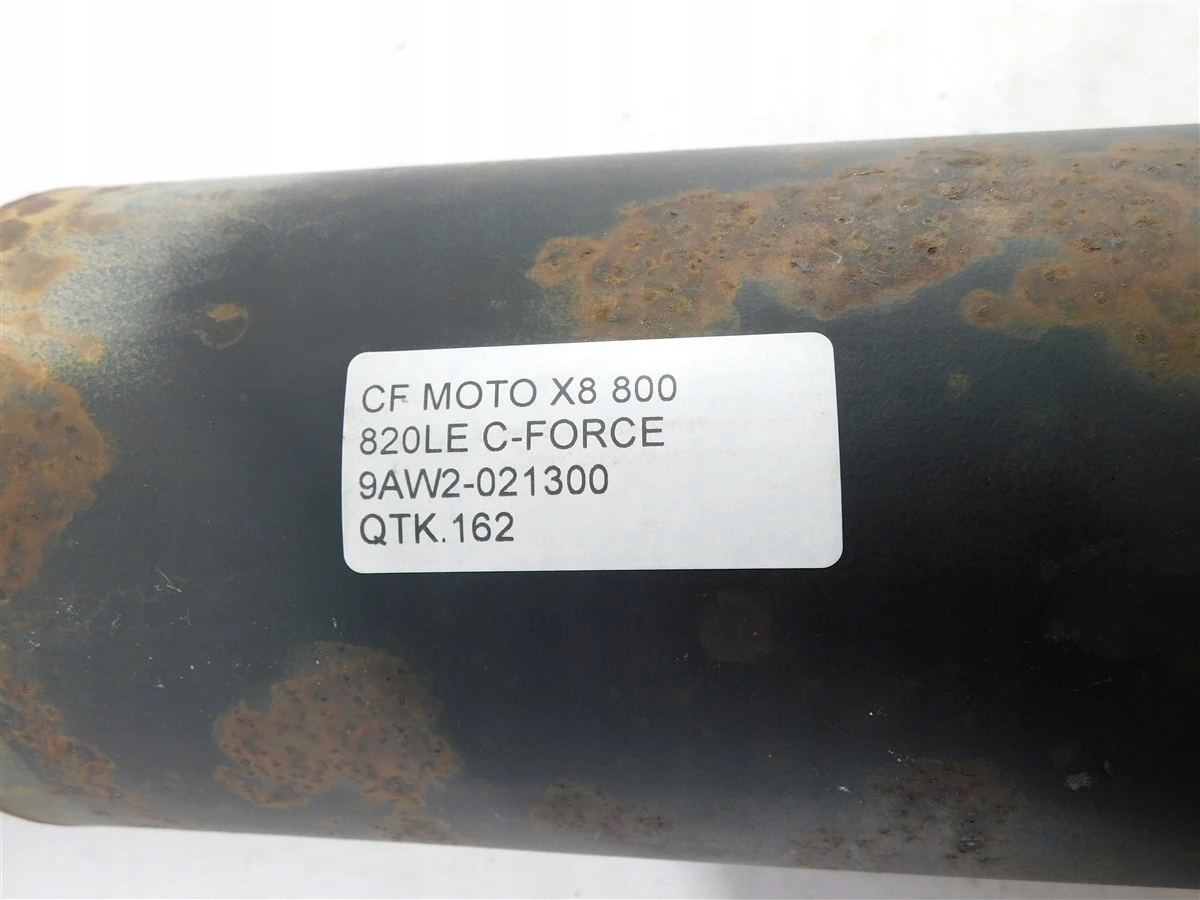 CF MOTO X8 800
820LE C-FORCE
9AW2-021300
QTK.162